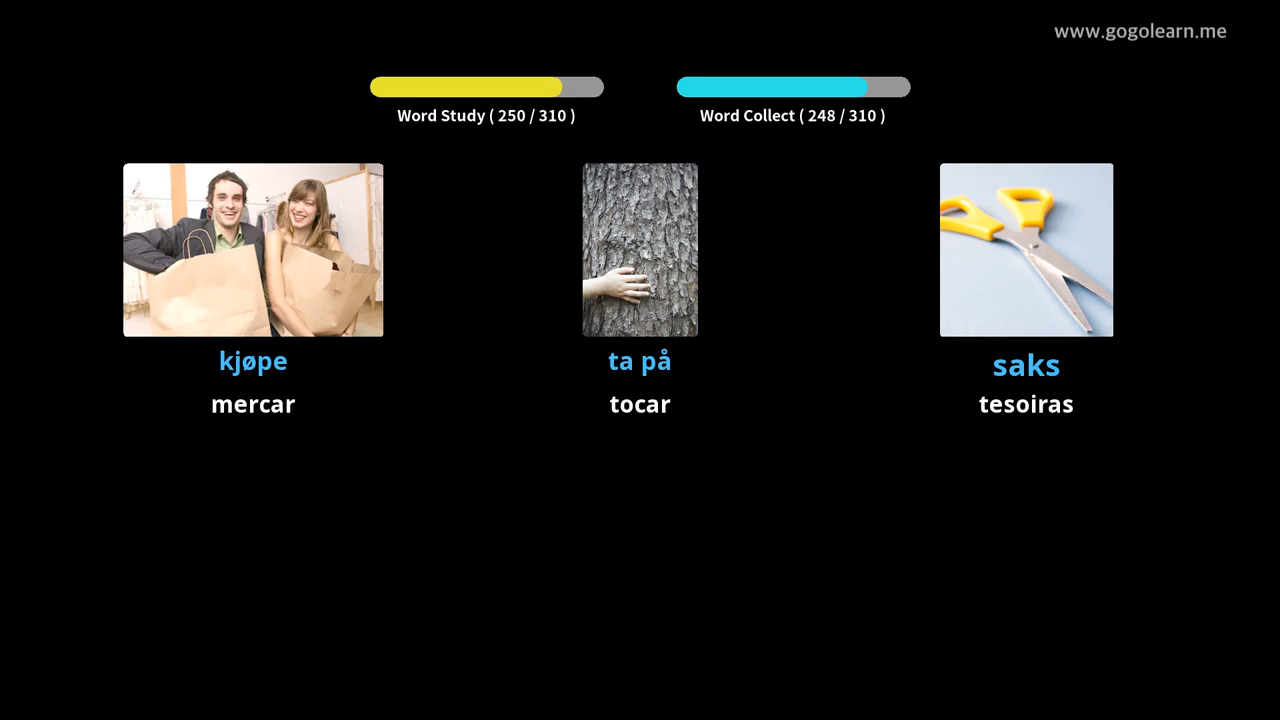 www.gogolearn.me
Word Study ( 250 / 310 )
Word Collect ( 248 / 310 )
kjøpe
mercar
ta på
tocar
saks
tesoiras